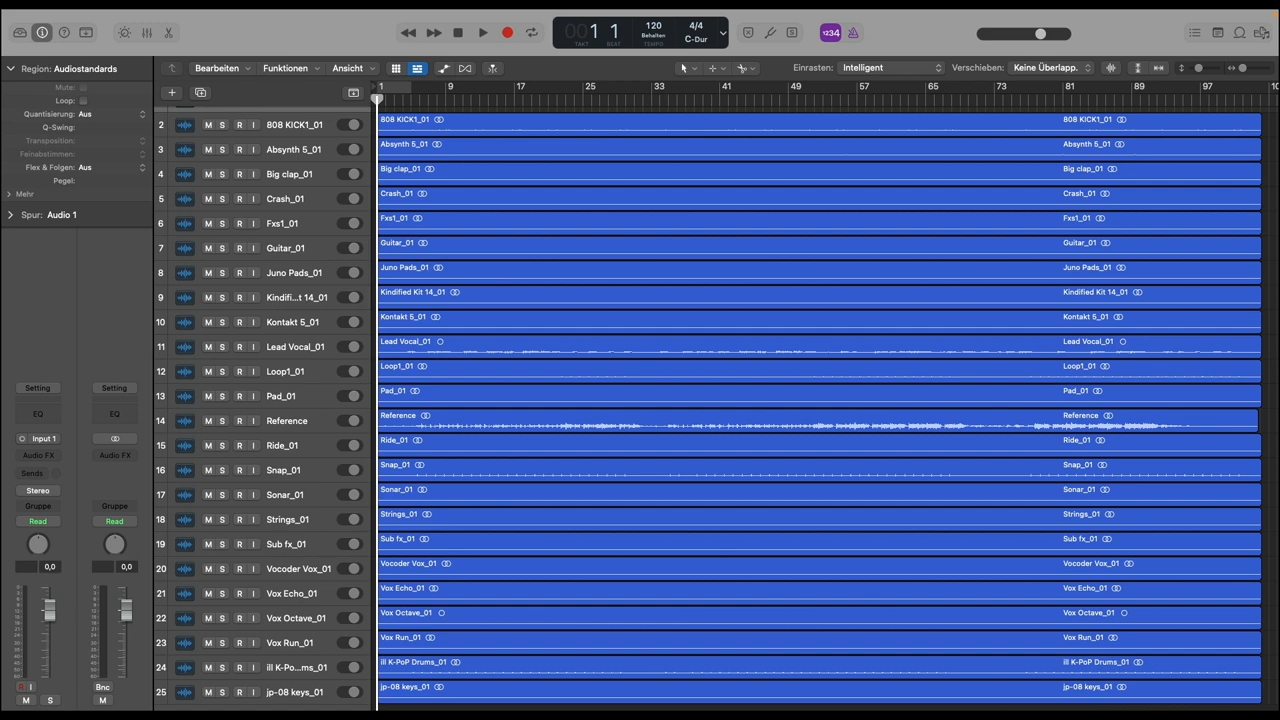 00 1 1
TAKT BEAT
120
Behalten
TEMPO
4/4
C-Dur
1234
Region: Audiostandards
Bearbeiten
Funktionen
Ansicht
Einrasten: Intelligent
Verschieben: Keine Überlapp.
Mute:
Loop:
Quantisierung: Aus
Q-Swing:
Transposition:
Feinabstimmen:
Flex & Folgen: Aus
Pegel:
Mehr
Spur: Audio 1
1 9 17 25 33 41 49 57 65 73 81 89 97 10
2 M S R I 808 KICK1_01 808 KICK1_01 808 KICK1_01
3 M S R I Absynth 5_01 Absynth 5_01 Absynth 5_01
4 M S R I Big clap_01 Big clap_01 Big clap_01
5 M S R I Crash_01 Crash_01 Crash_01
6 M S R I Fxs1_01 Fxs1_01 Fxs1_01
7 M S R I Guitar_01 Guitar_01 Guitar_01
8 M S R I Juno Pads_01 Juno Pads_01 Juno Pads_01
9 M S R I Kindifi...t 14_01 Kindified Kit 14_01 Kindified Kit 14_01
10 M S R I Kontakt 5_01 Kontakt 5_01 Kontakt 5_01
11 M S R I Lead Vocal_01 Lead Vocal_01 Lead Vocal_01
12 M S R I Loop1_01 Loop1_01 Loop1_01
13 M S R I Pad_01 Pad_01 Pad_01
14 M S R I Reference Reference Reference
15 M S R I Ride_01 Ride_01 Ride_01
16 M S R I Snap_01 Snap_01 Snap_01
17 M S R I Sonar_01 Sonar_01 Sonar_01
18 M S R I Strings_01 Strings_01 Strings_01
19 M S R I Sub fx_01 Sub fx_01 Sub fx_01
20 M S R I Vocoder Vox_01 Vocoder Vox_01 Vocoder Vox_01
21 M S R I Vox Echo_01 Vox Echo_01 Vox Echo_01
22 M S R I Vox Octave_01 Vox Octave_01 Vox Octave_01
23 M S R I Vox Run_01 Vox Run_01 Vox Run_01
24 M S R I ill K-Po...ms_01 ill K-PoP Drums_01 ill K-PoP Drums_01
25 M S R I jp-08 keys_01 jp-08 keys_01 jp-08 keys_01
Setting Setting
EQ EQ
Input 1
Audio FX Audio FX
Sends
Stereo
Gruppe Gruppe
Read Read
0,0 0,0
R I Bnc
M S M